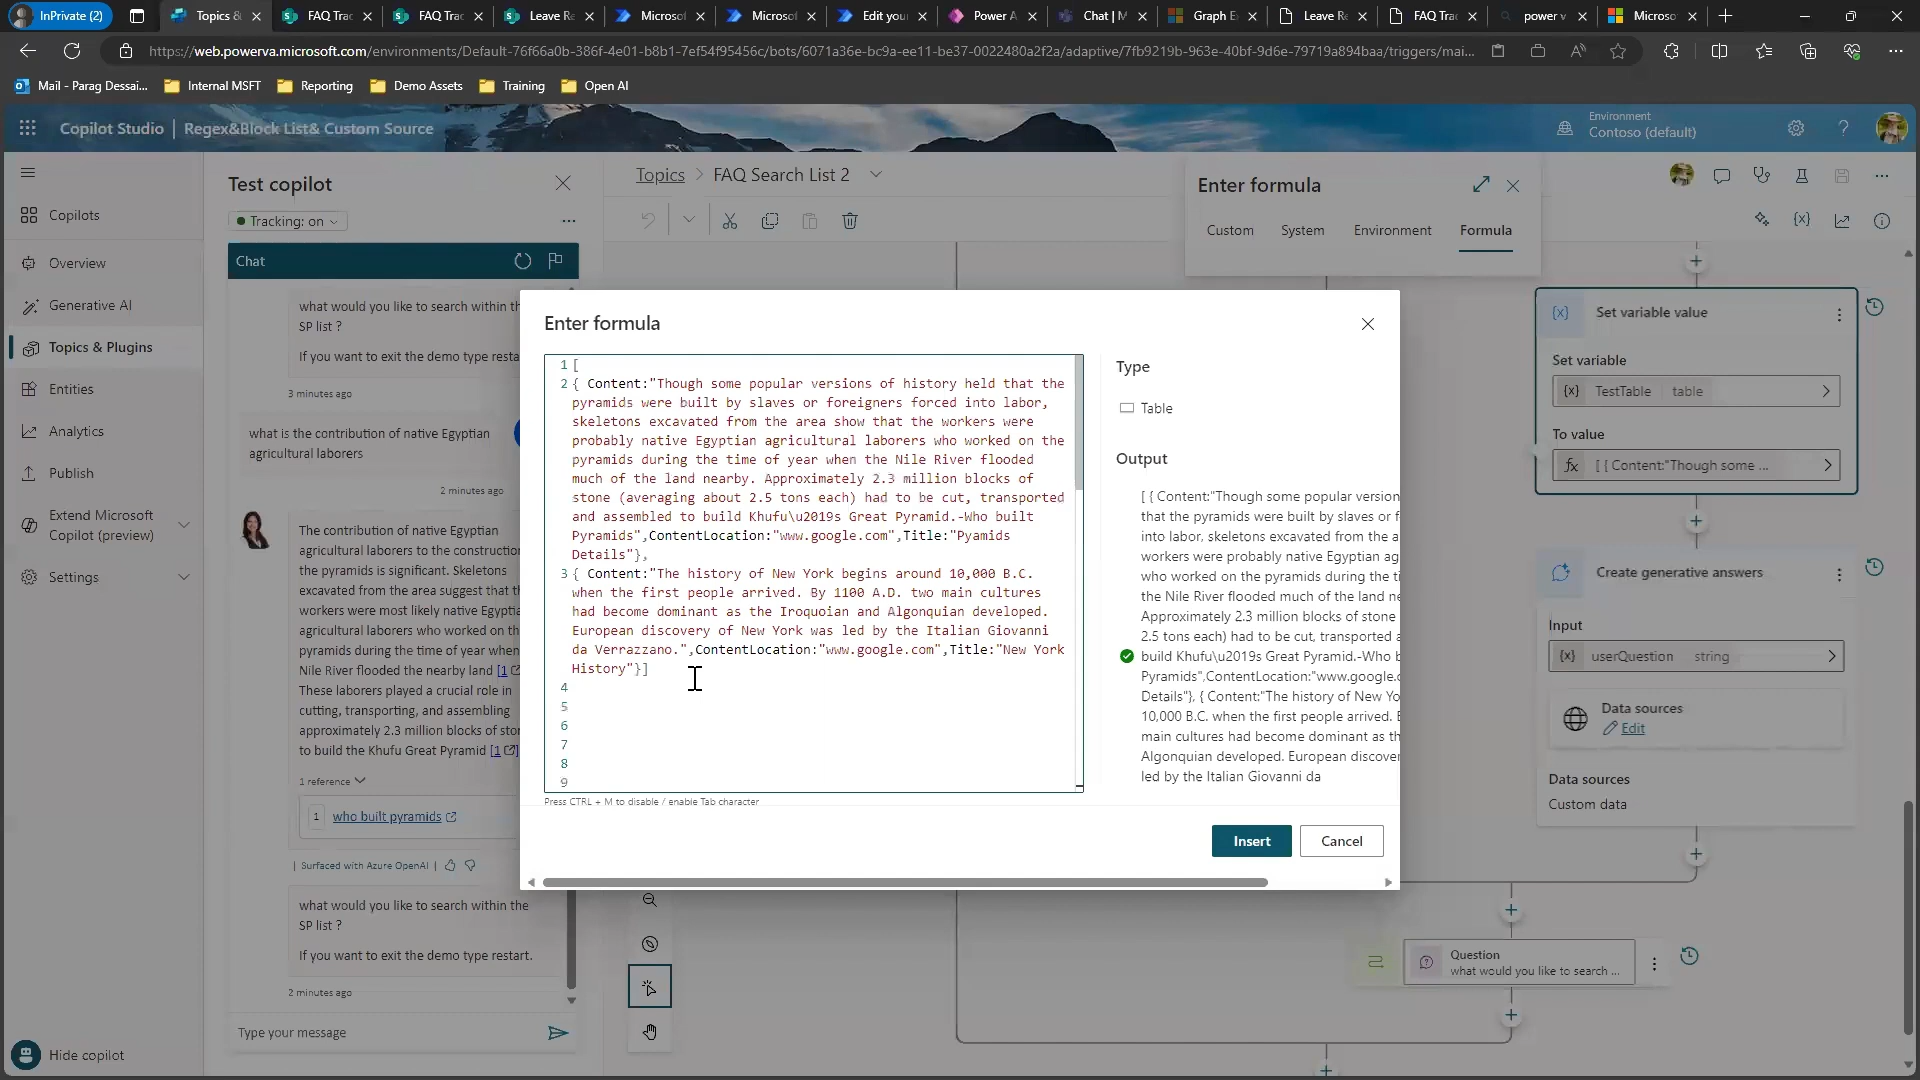 InPrivate (2)
Topics &
FAQ Trac
FAQ Trac
Leave Re
Microsof
Microsof
Edit your
Power A
Chat | M
Graph E
Leave Re
FAQ Trac
power v
Microso
https://web.powerva.microsoft.com/environments/Default-76f66a0b-386f-4e01-b8b1-7ef54f95456c/bots/6071a36e-bc9a-ee11-be37-0022480a2f2a/adaptive/7fb9219b-963e-40bf-9d6e-79719a894baa/triggers/mai...
Mail - Parag Dessai...
Internal MSFT
Reporting
Demo Assets
Training
Open AI
Copilot Studio | Regex&Block List& Custom Source
Environment
Contoso (default)
Copilots
Overview
Generative AI
Topics & Plugins
Entities
Analytics
Publish
Extend Microsoft
Copilot (preview)
Settings
Hide copilot
Test copilot
Tracking: on
Chat
what would you like to search within the
SP list ?
If you want to exit the demo type resta
3 minutes ago
what is the contribution of native Egyptian
agricultural laborers
2 minutes ago
The contribution of native Egyptian
agricultural laborers to the construction
the pyramids is significant. Skeletons
excavated from the area suggest that t
workers were most likely native Egyptia
agricultural laborers who worked on th
pyramids during the time of year when
Nile River flooded the nearby land [1
These laborers played a crucial role in
cutting, transporting, and assembling
approximately 2.3 million blocks of sto
to build the Khufu Great Pyramid [1]
1 reference
1 who built pyramids
| Surfaced with Azure OpenAI |
what would you like to search within the
SP list ?
If you want to exit the demo type restart.
2 minutes ago
Type your message
Topics > FAQ Search List 2
Enter formula
Custom
System
Environment
Formula
Enter formula
1 [
2 { Content:"Though some popular versions of history held that the
pyramids were built by slaves or foreigners forced into labor,
skeletons excavated from the area show that the workers were
probably native Egyptian agricultural laborers who worked on the
pyramids during the time of year when the Nile River flooded
much of the land nearby. Approximately 2.3 million blocks of
stone (averaging about 2.5 tons each) had to be cut, transported
and assembled to build Khufu\u2019s Great Pyramid.-Who built
Pyramids",ContentLocation:"www.google.com",Title:"Pyamids
Details"},
3 { Content:"The history of New York begins around 10,000 B.C.
when the first people arrived. By 1100 A.D. two main cultures
had become dominant as the Iroquoian and Algonquian developed.
European discovery of New York was led by the Italian Giovanni
da Verrazzano.",ContentLocation:"www.google.com",Title:"New York
History"}]
4
5
6
7
8
9
Press CTRL + M to disable / enable Tab character
Type
Table
Output
[ { Content:"Though some popular version
that the pyramids were built by slaves or f
into labor, skeletons excavated from the a
workers were probably native Egyptian ag
who worked on the pyramids during the ti
the Nile River flooded much of the land ne
Approximately 2.3 million blocks of stone (
2.5 tons each) had to be cut, transported a
build Khufu\u2019s Great Pyramid.-Who b
Pyramids",ContentLocation:"www.google.c
Details"}, { Content:"The history of New Yo
10,000 B.C. when the first people arrived. B
main cultures had become dominant as th
Algonquian developed. European discover
led by the Italian Giovanni da
Insert
Cancel
Set variable value
Set variable
{x} TestTable table
To value
fx [ { Content:"Though some ...
Create generative answers
Input
{x} userQuestion string
Data sources
Edit
Data sources
Custom data
Question
what would you like to search ...